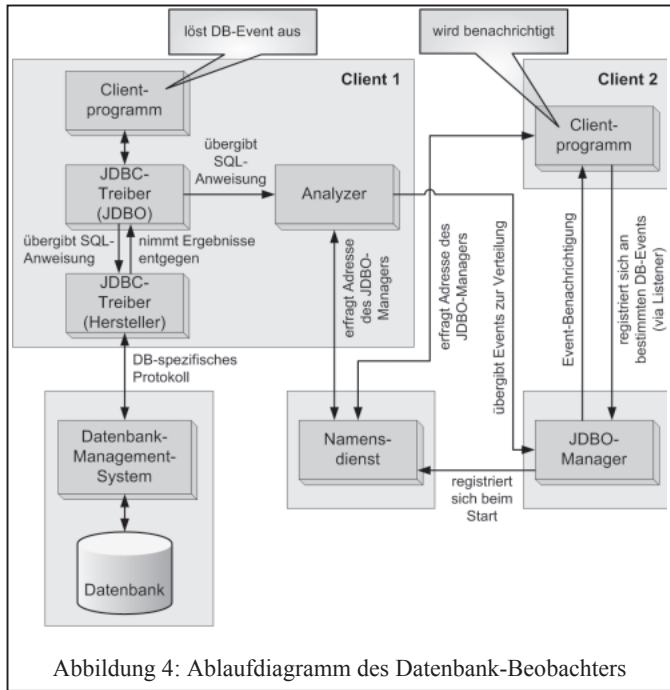 löst DB-Event aus
wird benachrichtigt
Client 1
Client 2
Client-
programm
Client-
programm
übergibt
SQL-
Anweisung
JDBC-
Treiber
(JDBO)
Analyzer
übergibt SQL-
Anweisung
nimmt Ergebnisse
entgegen
JDBC-
Treiber
(Hersteller)
erfragt Adresse
des JDBO-
Managers
erfragt Adresse des
JDBO-Managers
übergibt Events zur Verteilung
Event-Benachrichtigung
registriert sich an
bestimmten DB-Events
(via Listener)
DB-spezifisches
Protokoll
Datenbank-
Management-
System
Namens-
dienst
JDBO-
Manager
registriert
sich beim
Start
Datenbank
Abbildung 4: Ablaufdiagramm des Datenbank-Beobachters